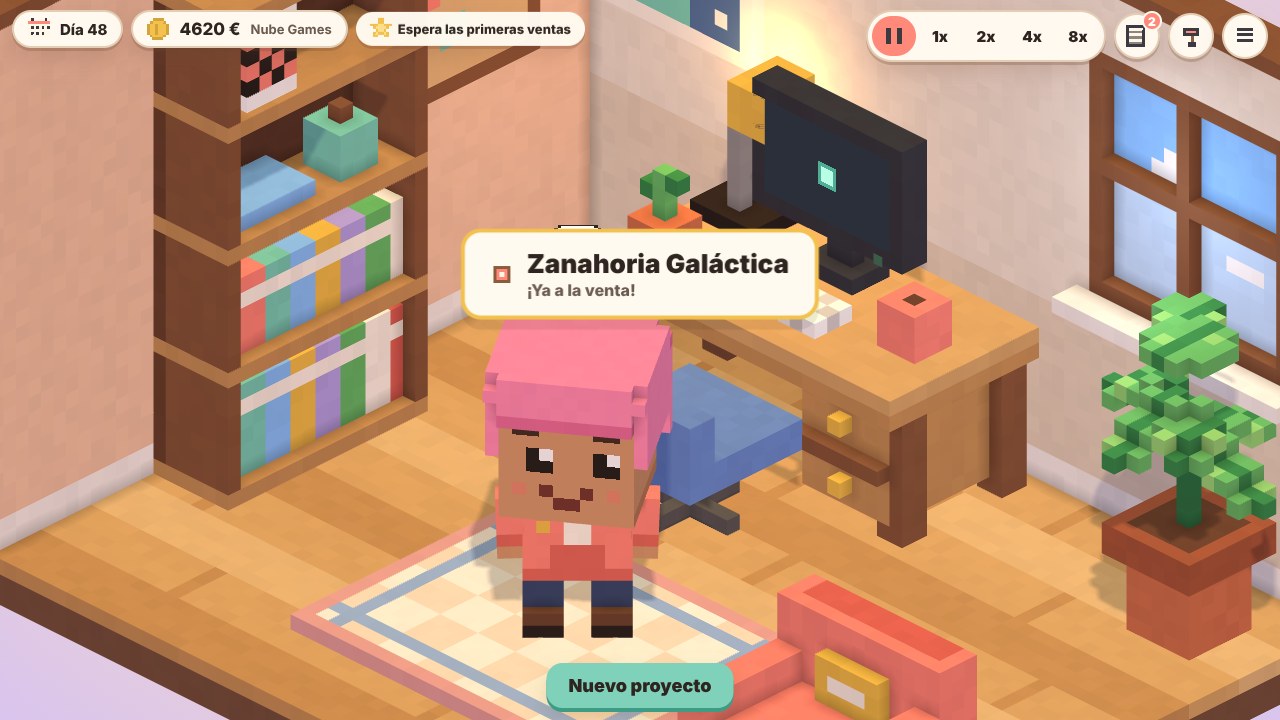 Día 48
4620 € Nube Games
Espera las primeras ventas
1x 2x 4x 8x
2
Zanahoria Galáctica
¡Ya a la venta!
Nuevo proyecto